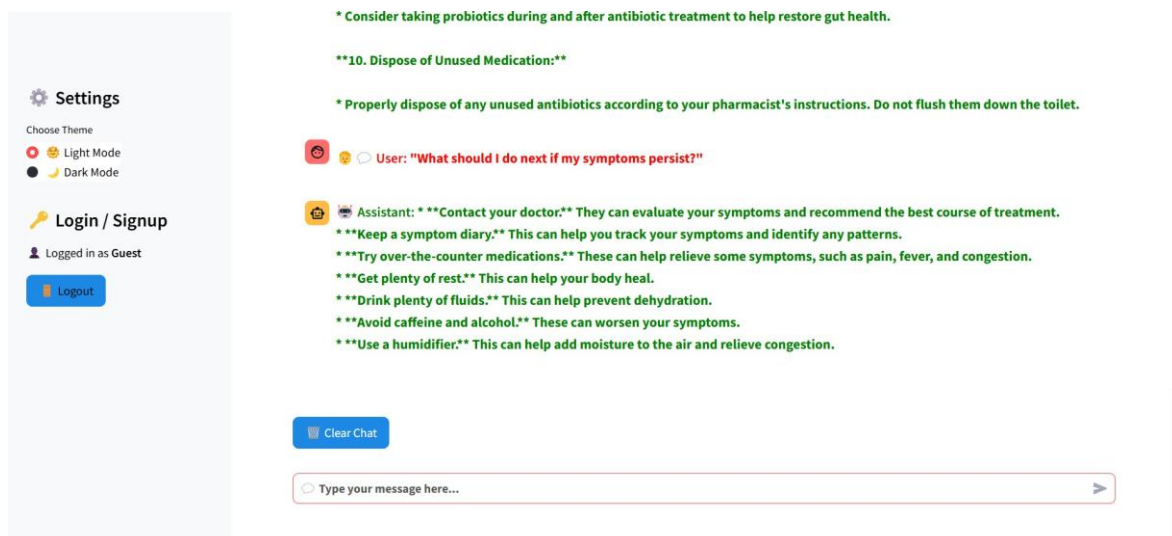 Settings
Choose Theme
Light Mode
Dark Mode
Login / Signup
Logged in as Guest
Logout
* Consider taking probiotics during and after antibiotic treatment to help restore gut health.
**10. Dispose of Unused Medication:**
* Properly dispose of any unused antibiotics according to your pharmacist's instructions. Do not flush them down the toilet.
User: "What should I do next if my symptoms persist?"
Assistant: * **Contact your doctor.** They can evaluate your symptoms and recommend the best course of treatment.
* **Keep a symptom diary.** This can help you track your symptoms and identify any patterns.
* **Try over-the-counter medications.** These can help relieve some symptoms, such as pain, fever, and congestion.
* **Get plenty of rest.** This can help your body heal.
* **Drink plenty of fluids.** This can help prevent dehydration.
* **Avoid caffeine and alcohol.** These can worsen your symptoms.
* **Use a humidifier.** This can help add moisture to the air and relieve congestion.
Clear Chat
Type your message here...